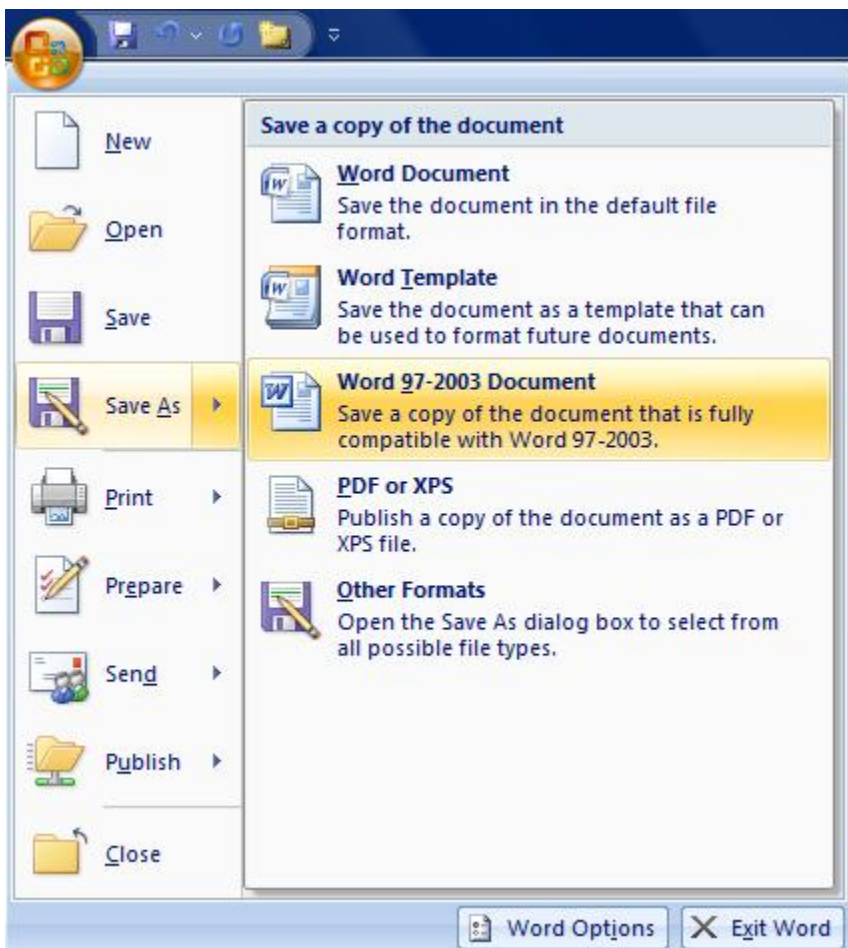 New
Open
Save
Save As
Print
Prepare
Send
Publish
Close
Save a copy of the document
Word Document
Save the document in the default file
format.
Word Template
Save the document as a template that can
be used to format future documents.
Word 97-2003 Document
Save a copy of the document that is fully
compatible with Word 97-2003.
PDF or XPS
Publish a copy of the document as a PDF or
XPS file.
Other Formats
Open the Save As dialog box to select from
all possible file types.
Word Options
Exit Word